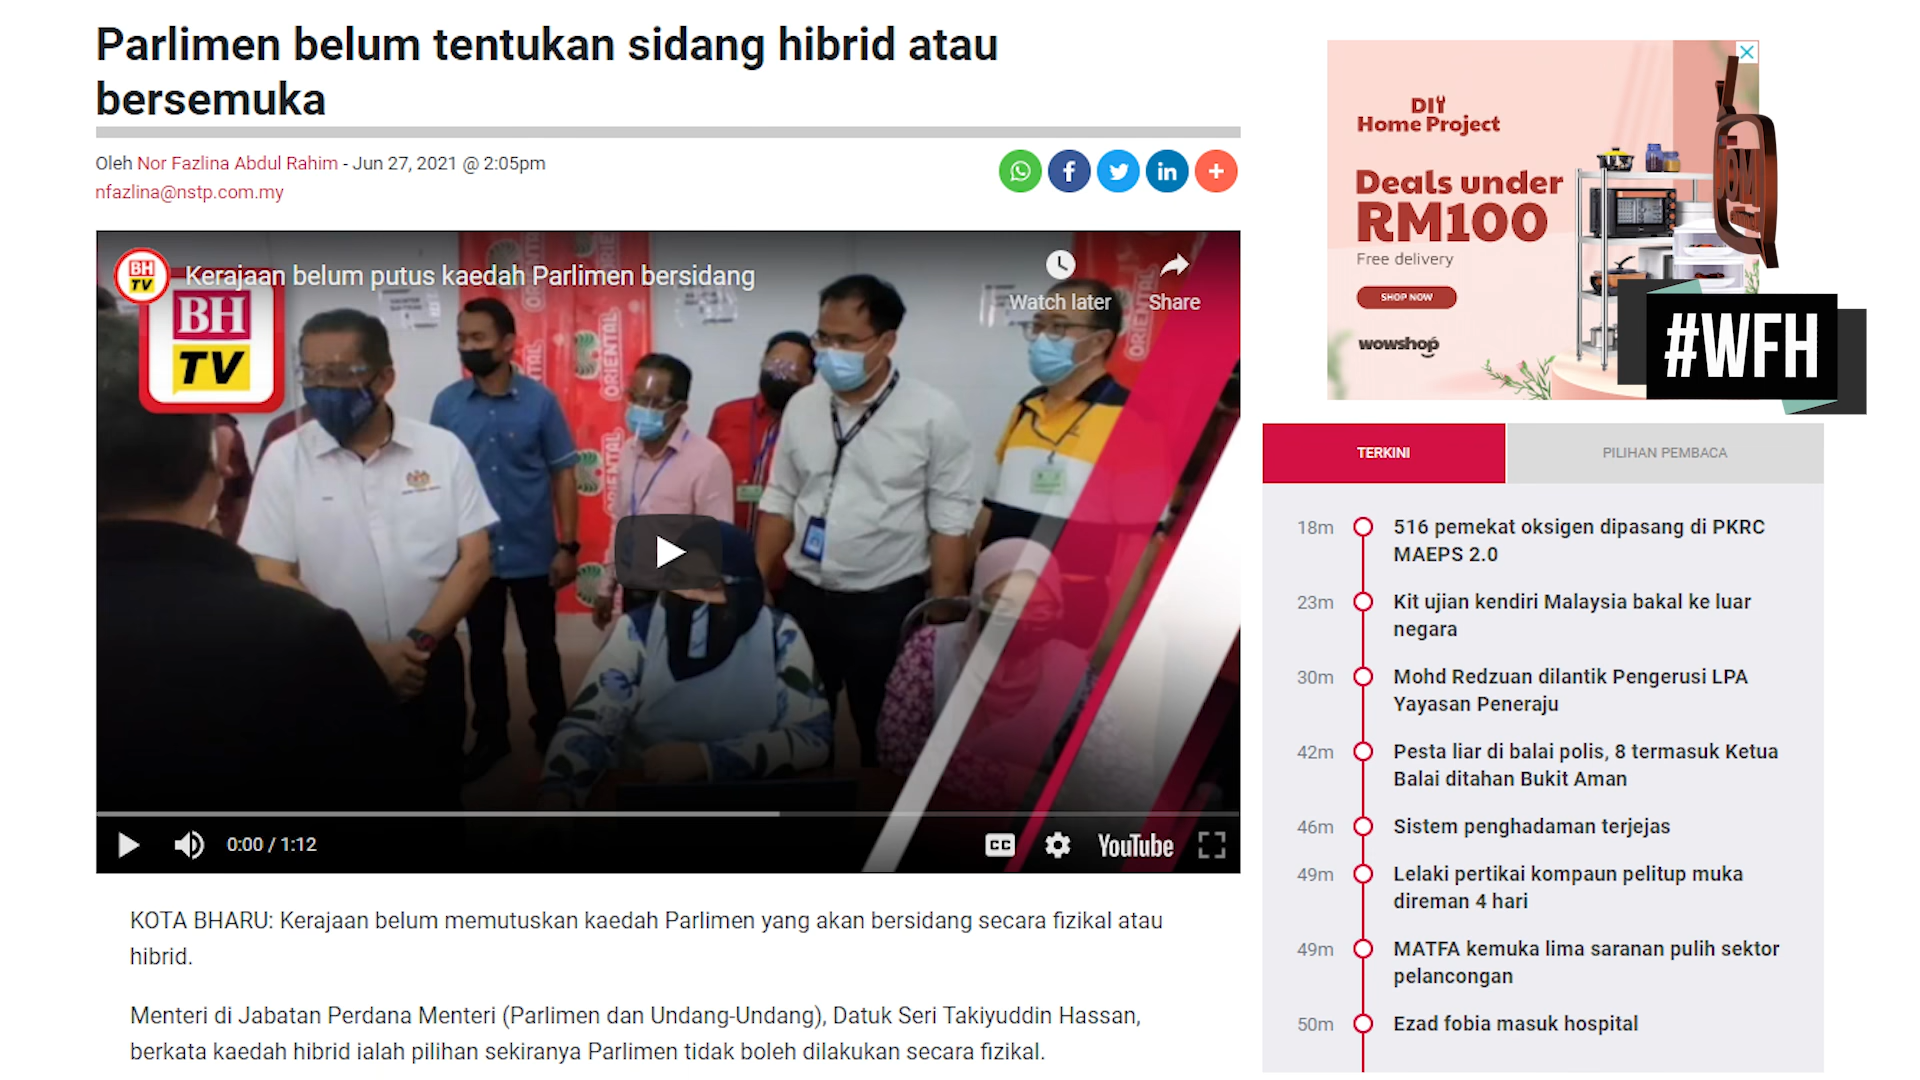 Parlimen belum tentukan sidang hibrid atau
bersemuka
Oleh Nor Fazlina Abdul Rahim - Jun 27, 2021 @ 2:05pm
nfazlina@nstp.com.my
BH
TV
Kerajaan belum putus kaedah Parlimen bersidang
Watch later
Share
BH
TV
ORIENTAL
ORIENTAL
ORIENTAL
ORIENTAL
0:00 / 1:12
CC
YouTube
KOTA BHARU: Kerajaan belum memutuskan kaedah Parlimen yang akan bersidang secara fizikal atau
hibrid.
Menteri di Jabatan Perdana Menteri (Parlimen dan Undang-Undang), Datuk Seri Takiyuddin Hassan,
berkata kaedah hibrid ialah pilihan sekiranya Parlimen tidak boleh dilakukan secara fizikal.
DIY
Home Project
Deals under
RM100
Free delivery
SHOP NOW
wowshop
JOM
#WFH
TERKINI
PILIHAN PEMBACA
18m
516 pemekat oksigen dipasang di PKRC
MAEPS 2.0
23m
Kit ujian kendiri Malaysia bakal ke luar
negara
30m
Mohd Redzuan dilantik Pengerusi LPA
Yayasan Peneraju
42m
Pesta liar di balai polis, 8 termasuk Ketua
Balai ditahan Bukit Aman
46m
Sistem penghadaman terjejas
49m
Lelaki pertikai kompaun pelitup muka
direman 4 hari
49m
MATFA kemuka lima saranan pulih sektor
pelancongan
50m
Ezad fobia masuk hospital